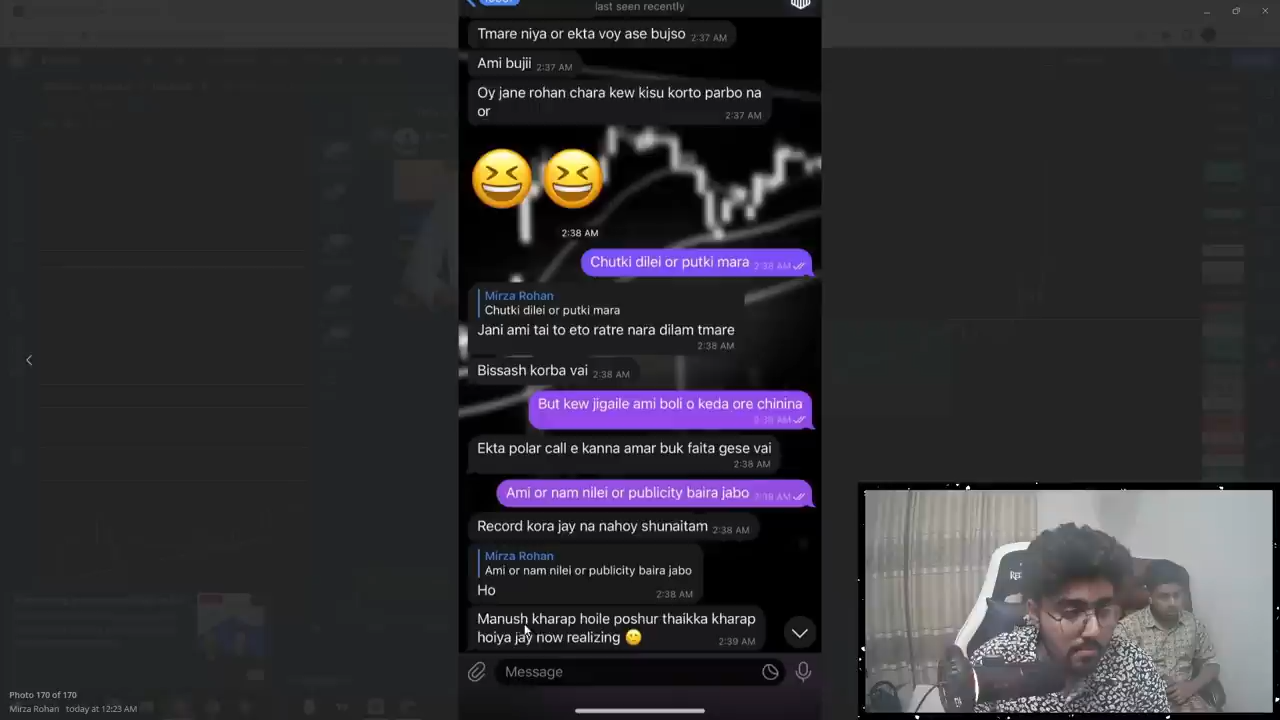 last seen recently
Tmare niya or ekta voy ase bujso 2:37 AM
Ami bujii 2:37 AM
Oy jane rohan chara kew kisu korto parbo na
or 2:37 AM
2:38 AM
Chutki dilei or putki mara 2:38 AM
Mirza Rohan
Chutki dilei or putki mara
Jani ami tai to eto ratre nara dilam tmare
2:38 AM
Bissash korba vai 2:38 AM
But kew jigaile ami boli o keda ore chinina
2:38 AM
Ekta polar call e kanna amar buk faita gese vai
2:38 AM
Ami or nam nilei or publicity baira jabo 2:38 AM
Record kora jay na nahoy shunaitam 2:38 AM
Mirza Rohan
Ami or nam nilei or publicity baira jabo
Ho 2:38 AM
Manush kharap hoile poshur thaikka kharap
hoiya jay now realizing 2:39 AM
Message
Photo 170 of 170
Mirza Rohan today at 12:23 AM